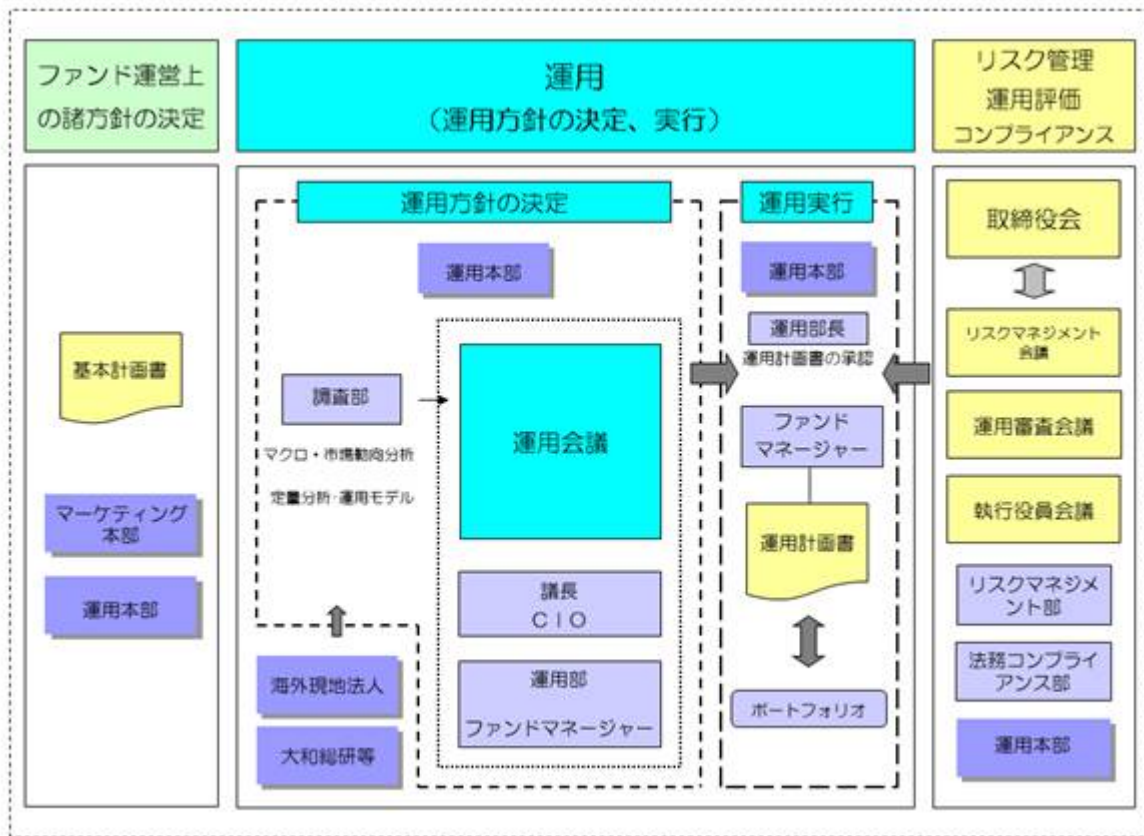 ファンド運営上
の諸方針の決定
運用
（運用方針の決定、実行）
リスク管理
運用評価
コンプライアンス
基本計画書
マーケティング
本部
運用本部
運用方針の決定
運用本部
調査部
マクロ・市場動向分析
定量分析・運用モデル
海外現地法人
大和総研等
運用会議
議長
ＣＩＯ
運用部
ファンドマネージャー
運用実行
運用本部
運用部長
運用計画書の承認
ファンド
マネージャー
運用計画書
ポートフォリオ
取締役会
リスクマネジメント
会議
運用審査会議
執行役員会議
リスクマネジメ
ント部
法務コンプライ
アンス部
運用本部